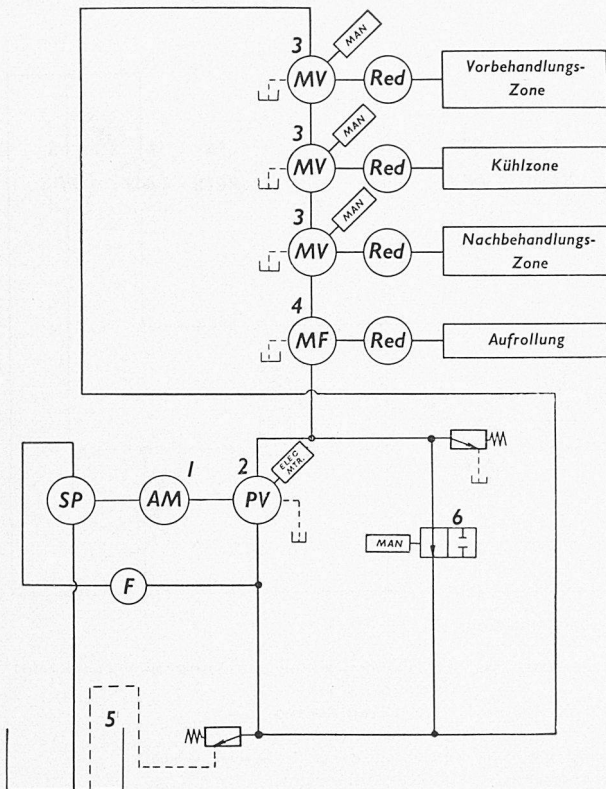 3
MAN
MV
Red
Vorbehandlungs-
Zone
3
MAN
MV
Red
Kühlzone
3
MAN
MV
Red
Nachbehandlungs-
Zone
4
MF
Red
Aufrollung
1
2
ELEC
MTR.
SP
AM
PV
6
MAN
F
5